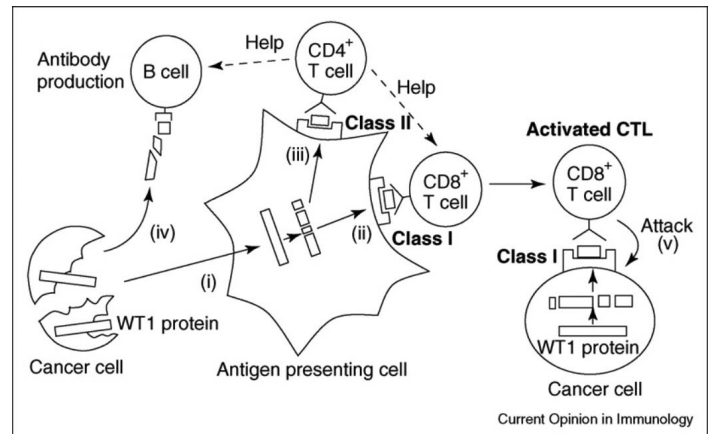 Antibody
production
B cell
Help
CD4+
T cell
Help
Class II
(iii)
(iv)
(i)
(ii)
CD8+
T cell
Class I
WT1 protein
Cancer cell
Antigen presenting cell
Activated CTL
CD8+
T cell
Attack
(v)
Class I
WT1 protein
Cancer cell
Current Opinion in Immunology